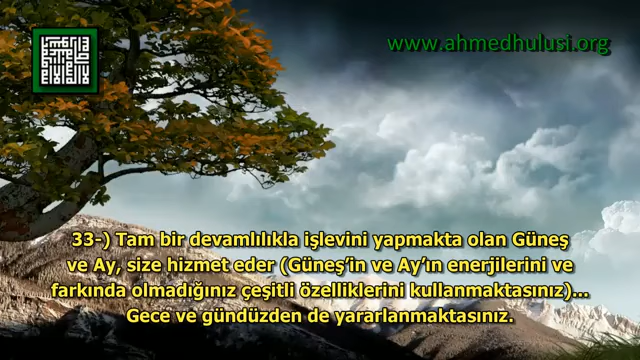 www.ahmedhulusi.org
33-) Tam bir devamlılıkla işlevini yapmakta olan Güneş
ve Ay, size hizmet eder (Güneş’in ve Ay’ın enerjilerini ve
farkında olmadığınız çeşitli özelliklerini kullanmaktasınız)...
Gece ve gündüzden de yararlanmaktasınız.